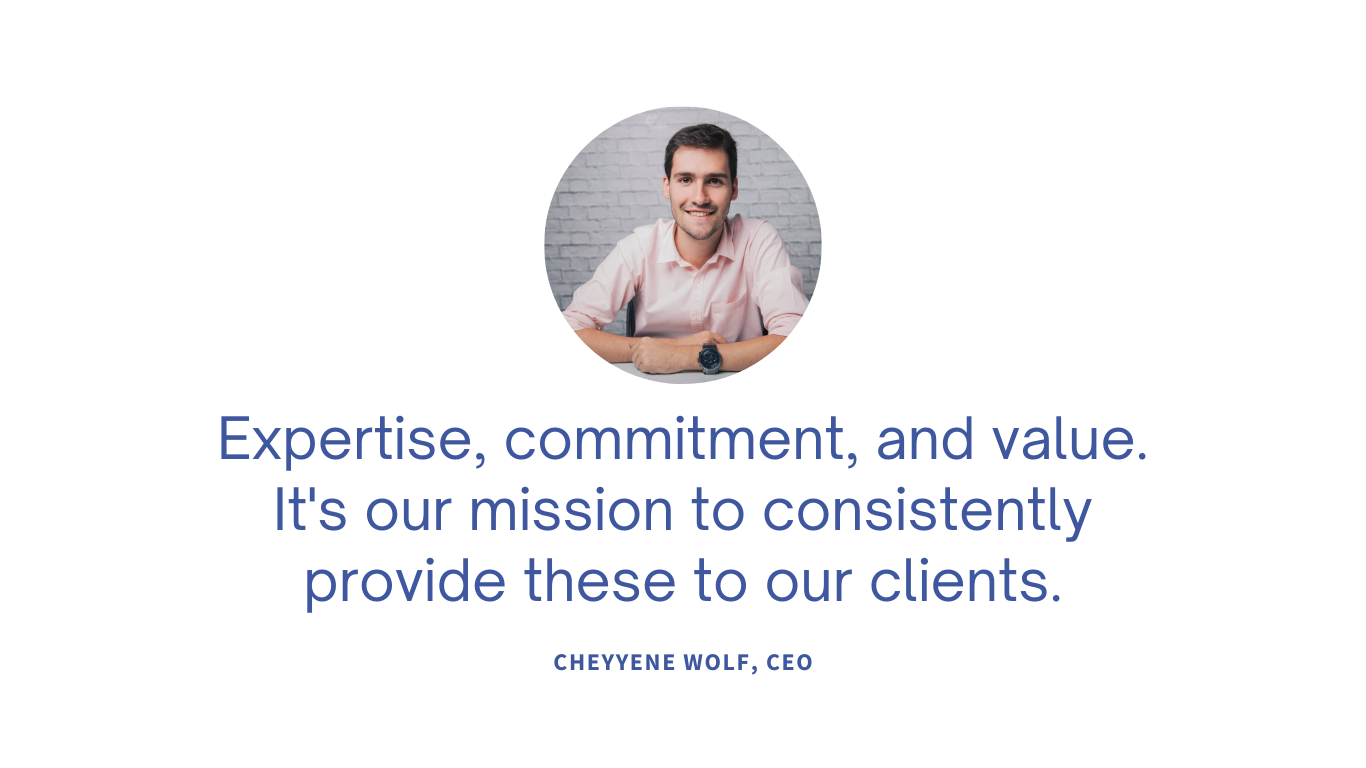 Expertise, commitment, and value.
It's our mission to consistently
provide these to our clients.
CHEYYENE WOLF, CEO